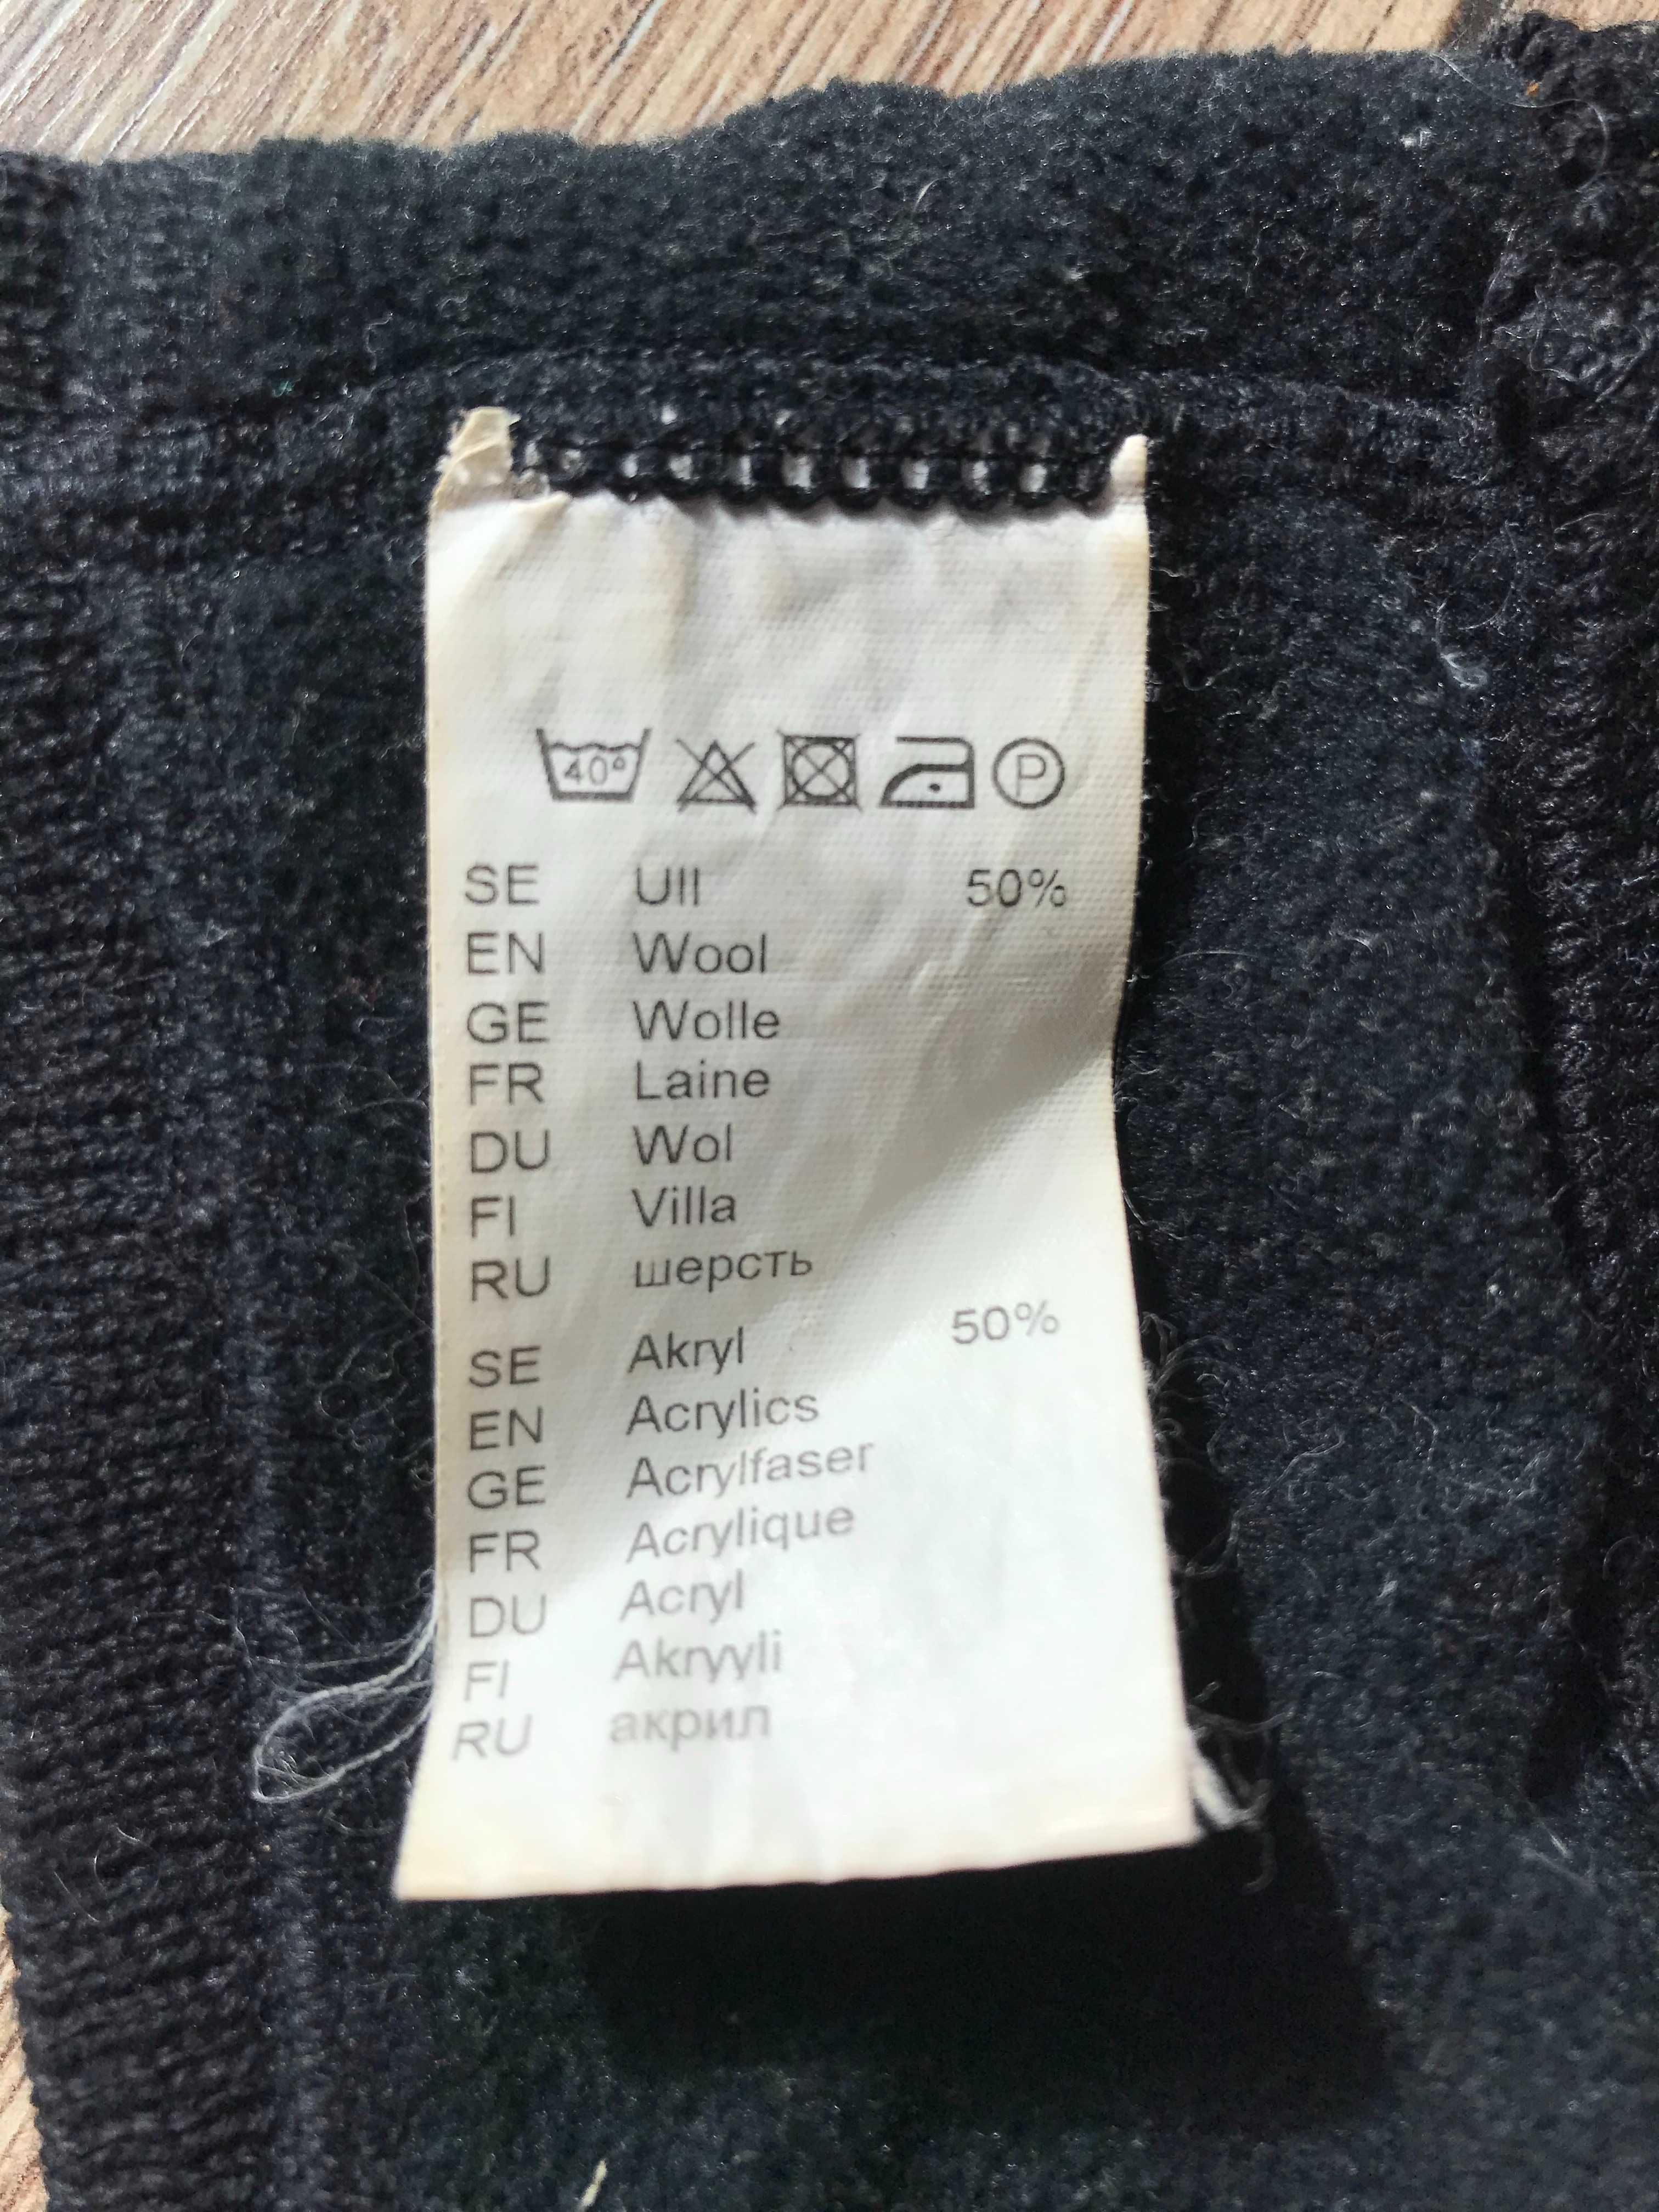 40° P
SE Ull 50%
EN Wool
GE Wolle
FR Laine
DU Wol
FI Villa
RU шерсть
SE Akryl 50%
EN Acrylics
GE Acrylfaser
FR Acrylique
DU Acryl
FI Akryyli
RU акрил